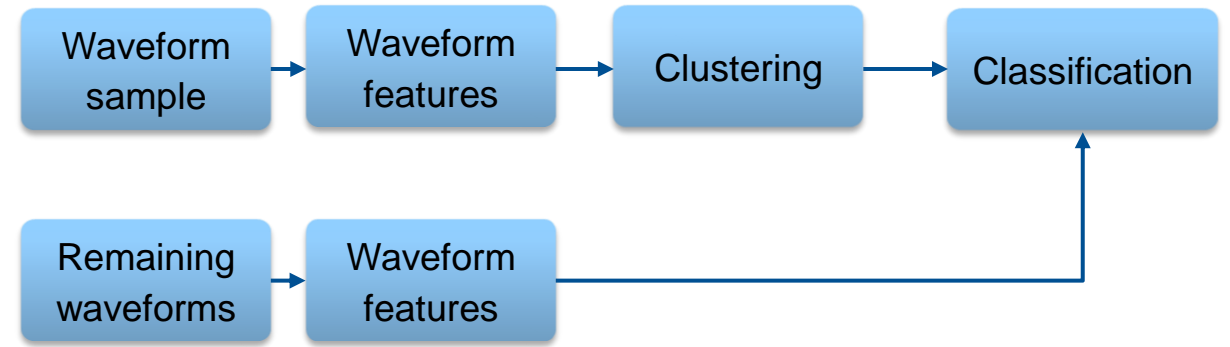 Waveform
sample
Waveform
features
Clustering
Classification
Remaining
waveforms
Waveform
features